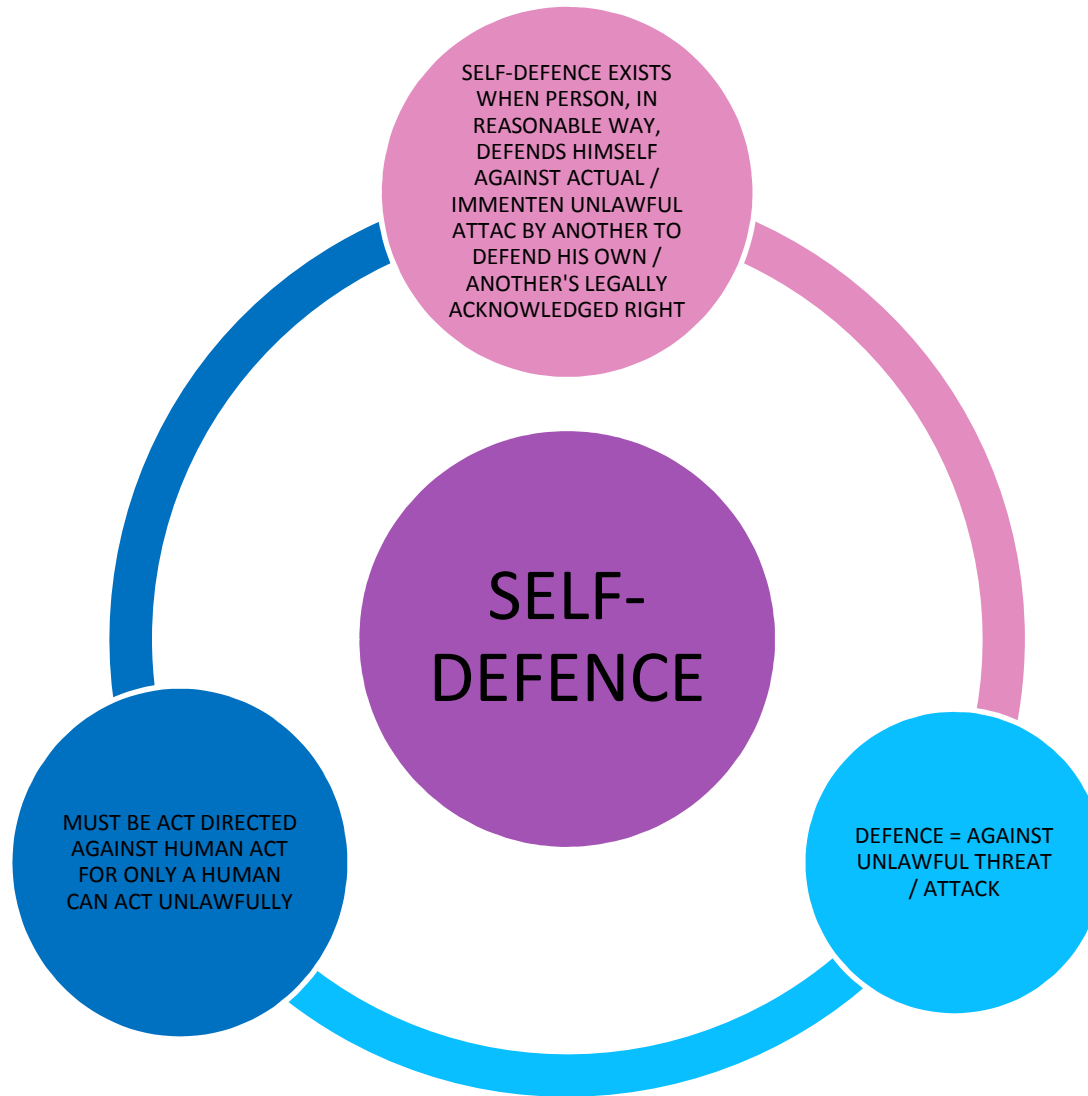 SELF-DEFENCE EXISTS
WHEN PERSON, IN
REASONABLE WAY,
DEFENDS HIMSELF
AGAINST ACTUAL /
IMMENTEN UNLAWFUL
ATTAC BY ANOTHER TO
DEFEND HIS OWN /
ANOTHER'S LEGALLY
ACKNOWLEDGED RIGHT
SELF-
DEFENCE
MUST BE ACT DIRECTED
AGAINST HUMAN ACT
FOR ONLY A HUMAN
CAN ACT UNLAWFULLY
DEFENCE = AGAINST
UNLAWFUL THREAT
/ ATTACK